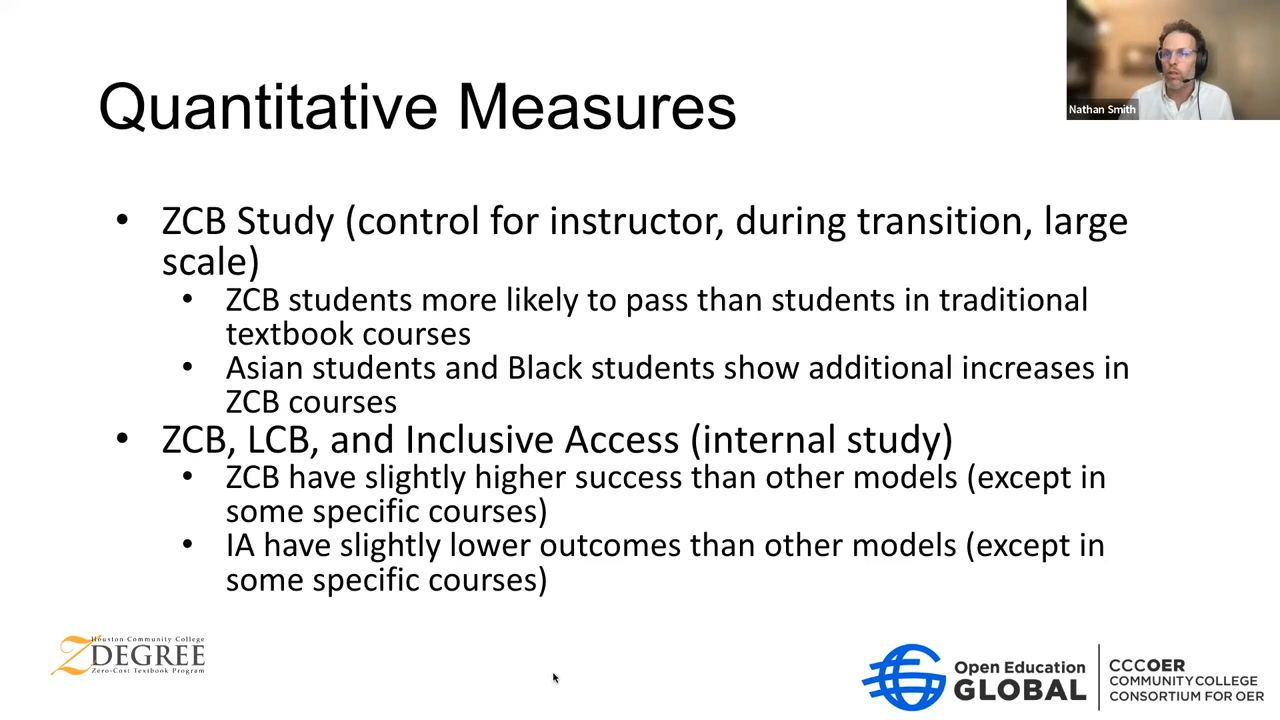 Quantitative Measures
Nathan Smith
• ZCB Study (control for instructor, during transition, large
scale)
• ZCB students more likely to pass than students in traditional
textbook courses
• Asian students and Black students show additional increases in
ZCB courses
• ZCB, LCB, and Inclusive Access (internal study)
• ZCB have slightly higher success than other models (except in
some specific courses)
• IA have slightly lower outcomes than other models (except in
some specific courses)
Houston Community College
ZDEGREE
Zero-Cost Textbook Program
Open Education
GLOBAL
CCCOER
COMMUNITY COLLEGE
CONSORTIUM FOR OER